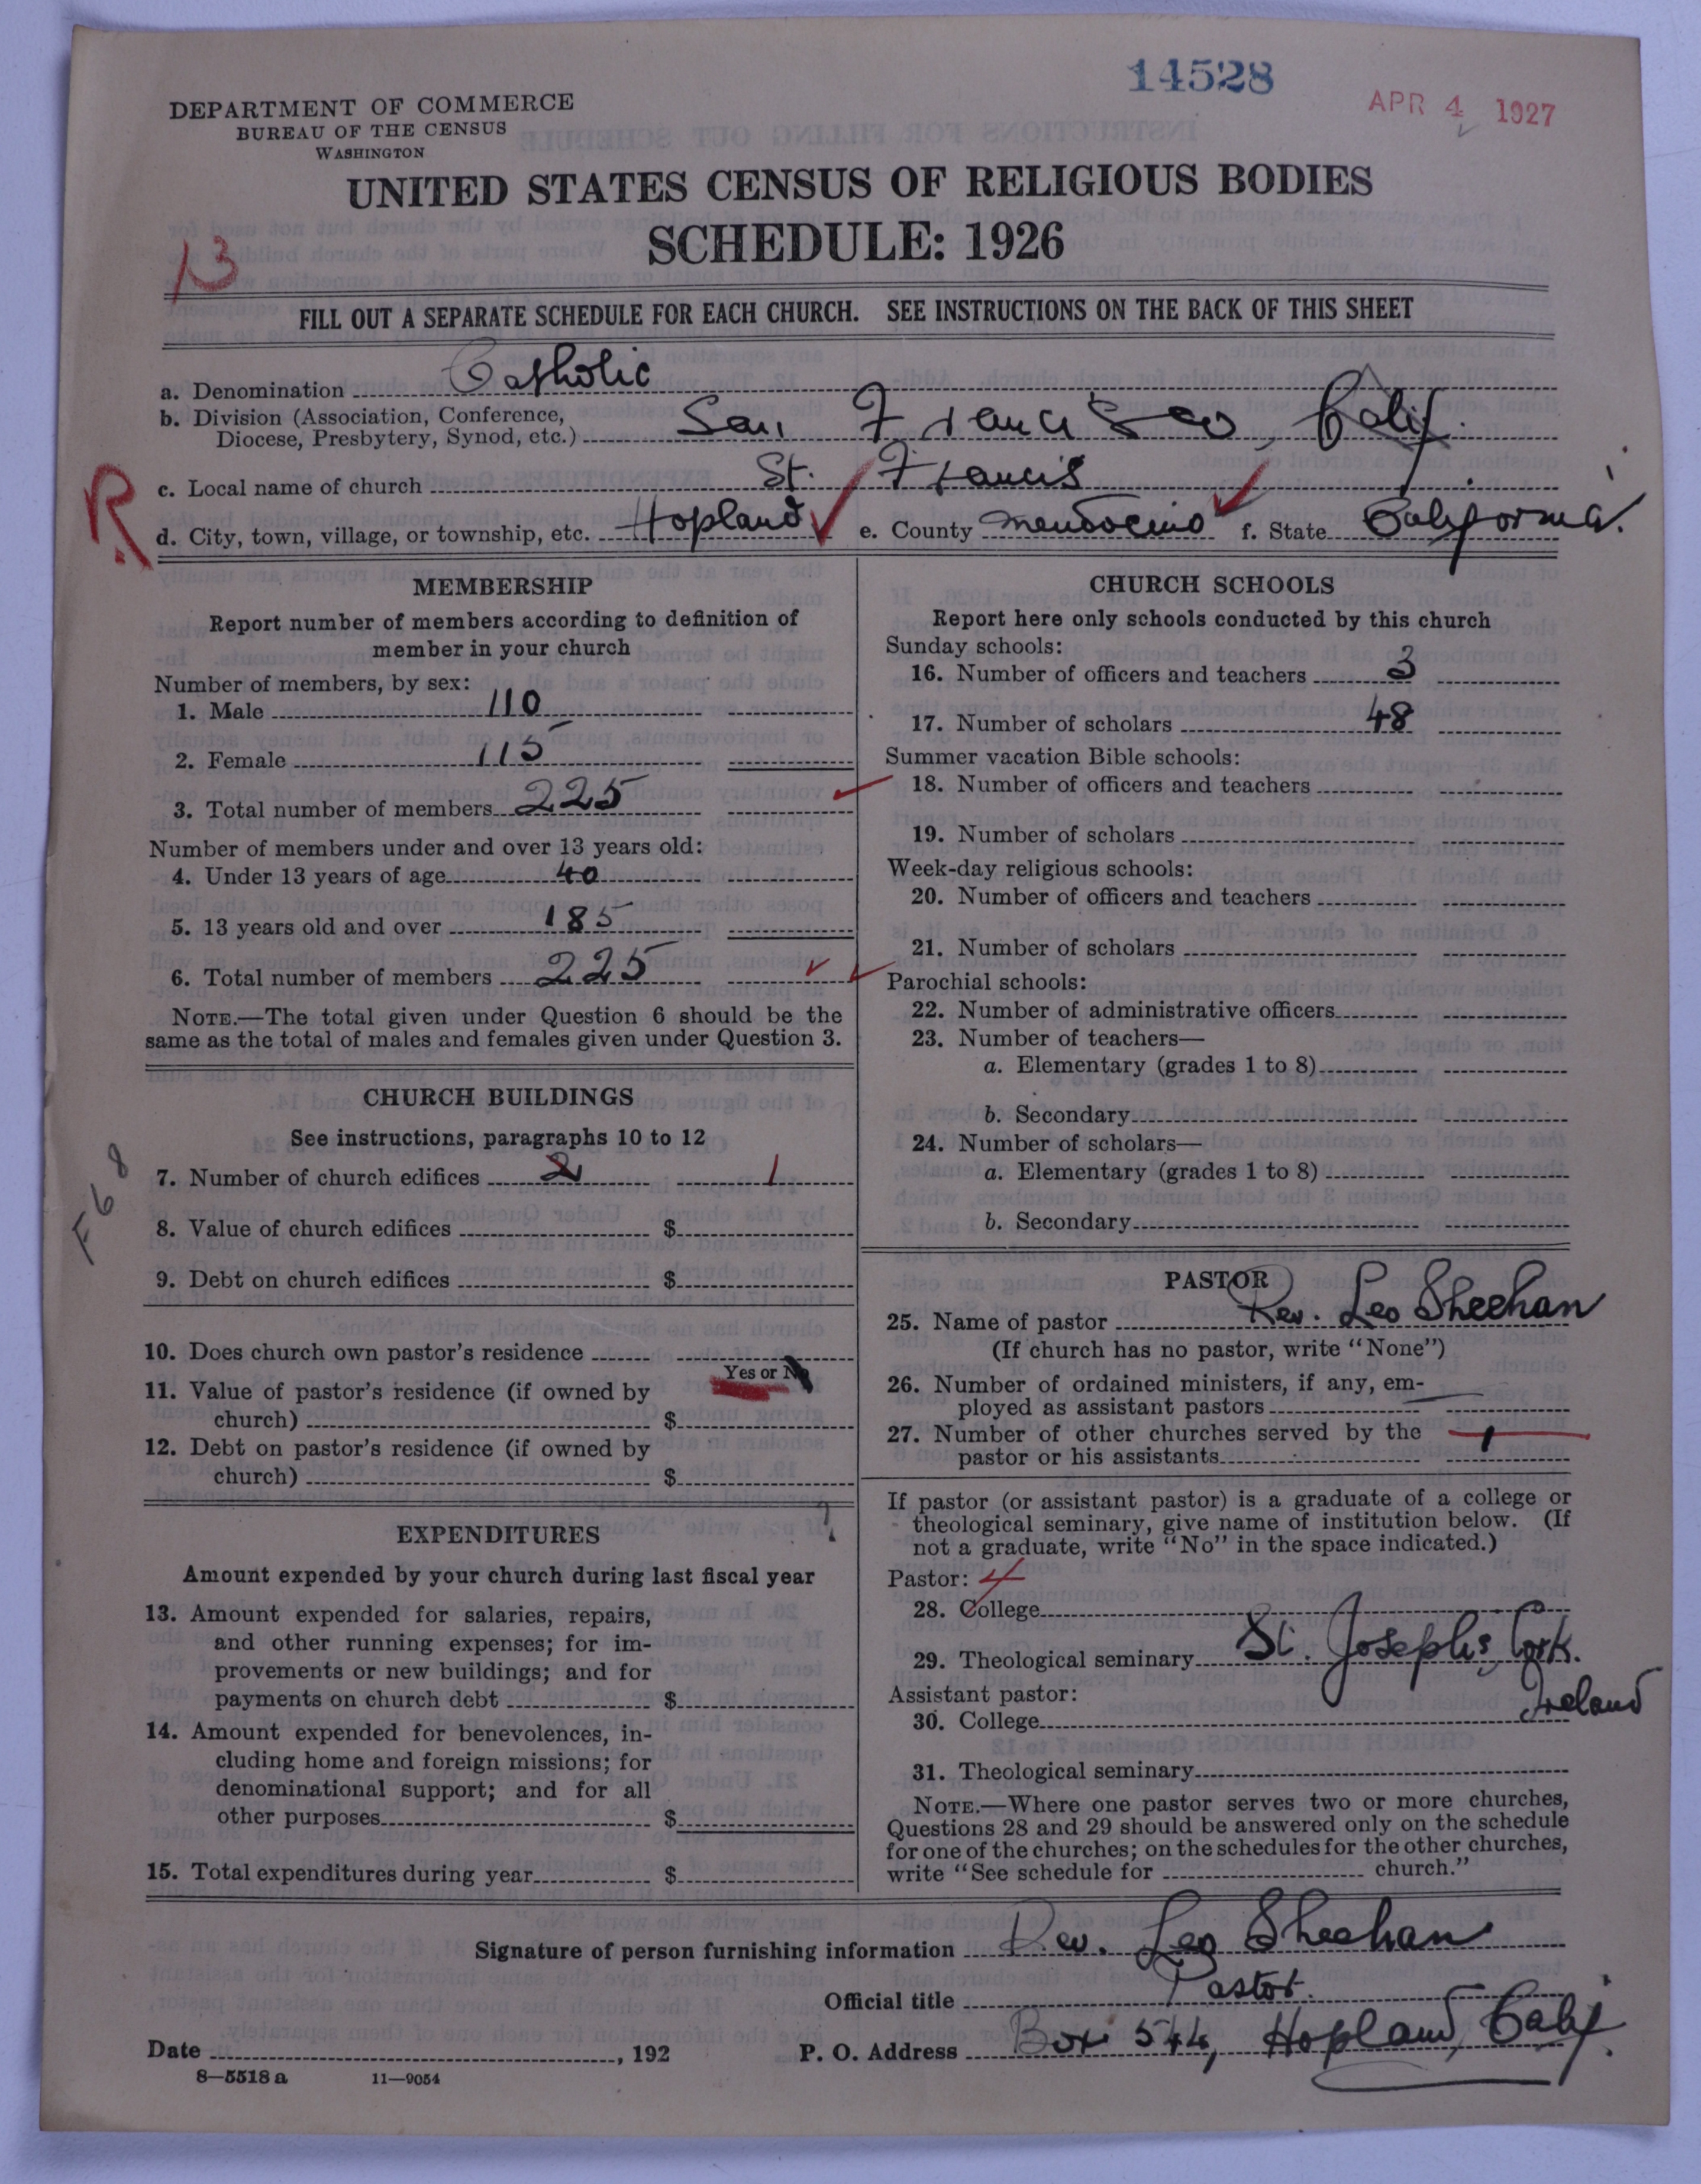 14528
APR 4 1927
DEPARTMENT OF COMMERCE
BUREAU OF THE CENSUS
WASHINGTON
UNITED STATES CENSUS OF RELIGIOUS BODIES
SCHEDULE: 1926
13
FILL OUT A SEPARATE SCHEDULE FOR EACH CHURCH. SEE INSTRUCTIONS ON THE BACK OF THIS SHEET
a. Denomination Catholic
b. Division (Association, Conference,
Diocese, Presbytery, Synod, etc.) San Francisco, Calif.
R
c. Local name of church St. Francis
d. City, town, village, or township, etc. Hopland e. County Mendocino f. State California.
MEMBERSHIP
Report number of members according to definition of
member in your church
Number of members, by sex:
1. Male 110
2. Female 115
3. Total number of members 225
Number of members under and over 13 years old:
4. Under 13 years of age 40
5. 13 years old and over 185
6. Total number of members 225
NOTE.—The total given under Question 6 should be the
same as the total of males and females given under Question 3.
CHURCH BUILDINGS
See instructions, paragraphs 10 to 12
7. Number of church edifices 2 1
F68
8. Value of church edifices $
9. Debt on church edifices $
10. Does church own pastor's residence
Yes or No
11. Value of pastor's residence (if owned by
church) $
12. Debt on pastor's residence (if owned by
church) $
EXPENDITURES
Amount expended by your church during last fiscal year
13. Amount expended for salaries, repairs,
and other running expenses; for im-
provements or new buildings; and for
payments on church debt $
14. Amount expended for benevolences, in-
cluding home and foreign missions; for
denominational support; and for all
other purposes $
15. Total expenditures during year $
CHURCH SCHOOLS
Report here only schools conducted by this church
Sunday schools:
16. Number of officers and teachers 3
17. Number of scholars 48
Summer vacation Bible schools:
18. Number of officers and teachers
19. Number of scholars
Week-day religious schools:
20. Number of officers and teachers
21. Number of scholars
Parochial schools:
22. Number of administrative officers
23. Number of teachers—
a. Elementary (grades 1 to 8)
b. Secondary
24. Number of scholars—
a. Elementary (grades 1 to 8)
b. Secondary
PASTOR
25. Name of pastor Rev. Leo Sheehan
(If church has no pastor, write "None")
26. Number of ordained ministers, if any, em-
ployed as assistant pastors
27. Number of other churches served by the
pastor or his assistants 1
If pastor (or assistant pastor) is a graduate of a college or
theological seminary, give name of institution below. (If
not a graduate, write "No" in the space indicated.)
Pastor: 4
28. College
29. Theological seminary St. Josephs, Cork.
Ireland
Assistant pastor:
30. College
31. Theological seminary
NOTE.—Where one pastor serves two or more churches,
Questions 28 and 29 should be answered only on the schedule
for one of the churches; on the schedules for the other churches,
write "See schedule for church."
Signature of person furnishing information Rev. Leo Sheehan
Official title Pastor.
Date , 192 P. O. Address Box 544, Hopland, Calif.
8—5518 a 11—9054